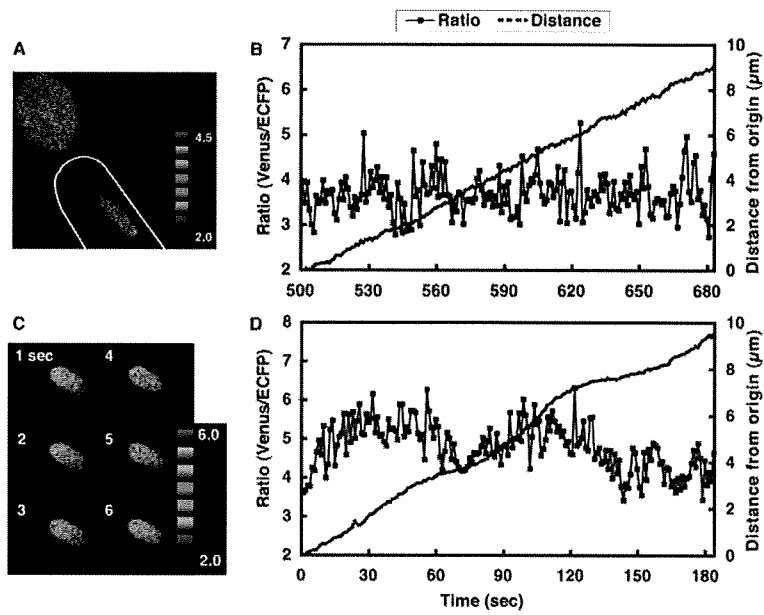 Ratio Distance
A
4.5
2.0
B
7
6
5
4
3
2
Ratio (Venus/ECFP)
10
8
6
4
2
0
Distance from origin (μm)
500 530 560 590 620 650 680
C
1 sec 4
2 5
3 6
6.0
2.0
D
8
7
6
5
4
3
2
Ratio (Venus/ECFP)
10
8
6
4
2
0
Distance from origin (μm)
0 30 60 90 120 150 180
Time (sec)